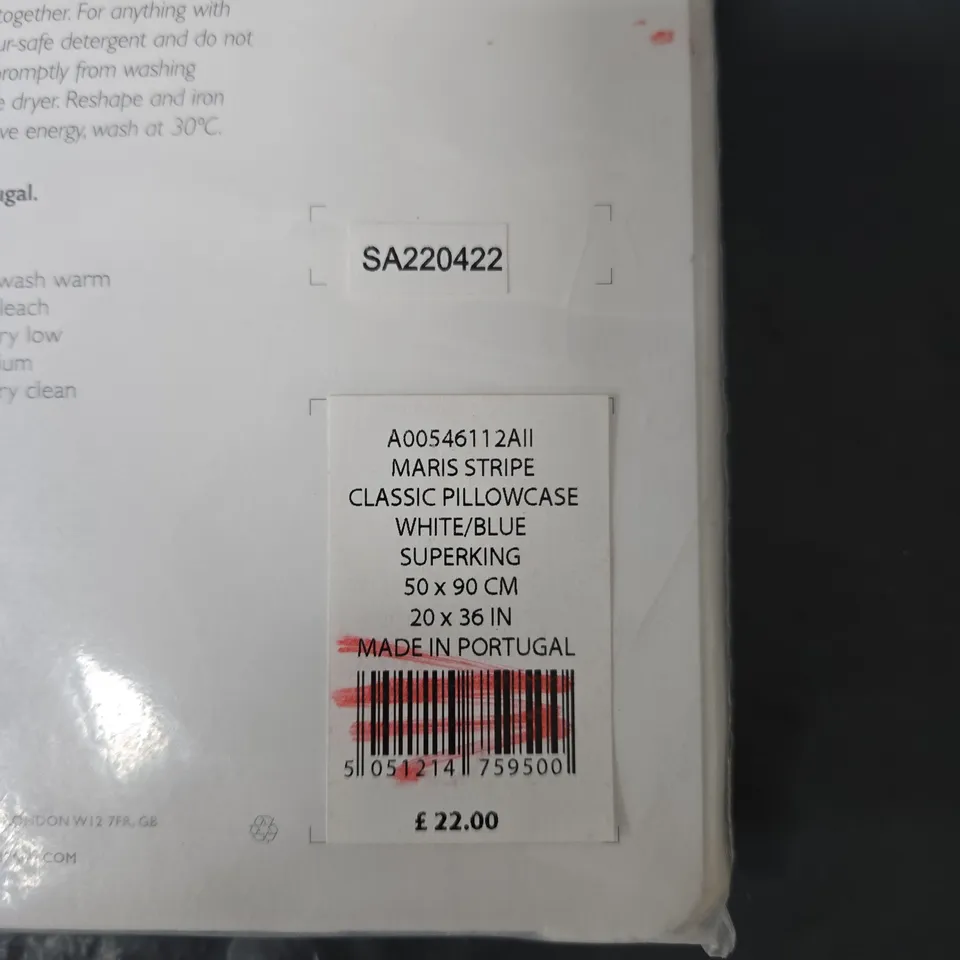 together. For anything with
ur-safe detergent and do not
promptly from washing
e dryer. Reshape and iron
ve energy, wash at 30°C.
ugal.
wash warm
leach
ry low
ium
ry clean
SA220422
A00546112AII
MARIS STRIPE
CLASSIC PILLOWCASE
WHITE/BLUE
SUPERKING
50 x 90 CM
20 x 36 IN
MADE IN PORTUGAL
5 051214 759500
£ 22.00
LONDON W12 7FR, GB
.COM